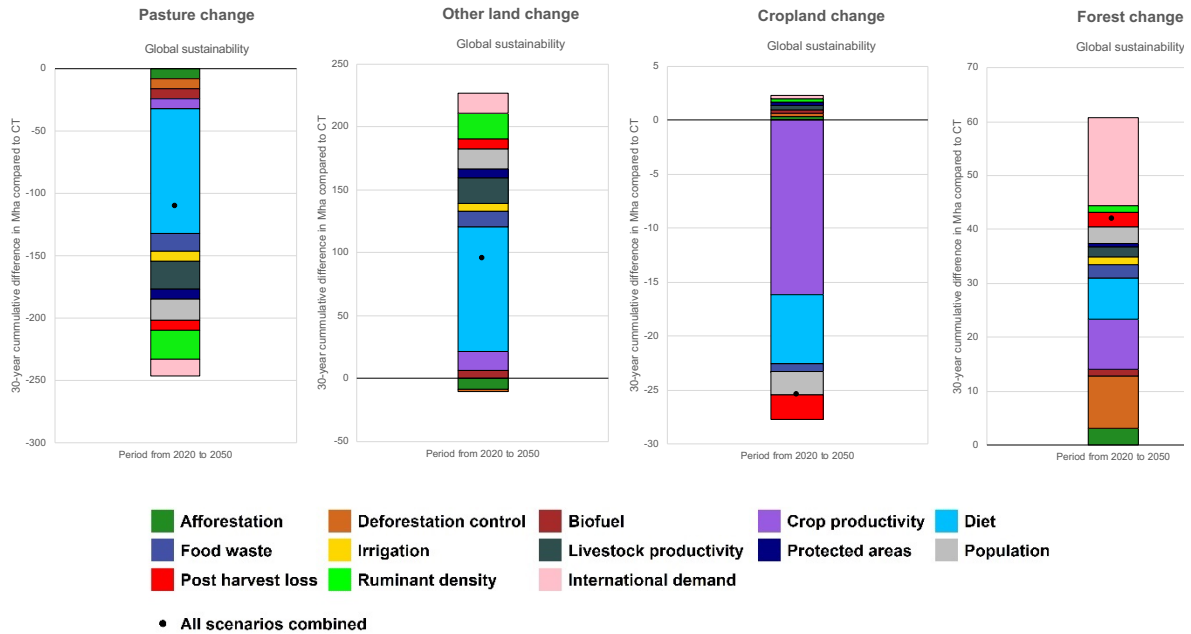 Pasture change
Global sustainability
30-year cummulative difference in Mha compared to CT
0
-50
-100
-150
-200
-250
-300
Period from 2020 to 2050
Other land change
Global sustainability
30-year cummulative difference in Mha compared to CT
250
200
150
100
50
0
-50
Period from 2020 to 2050
Cropland change
Global sustainability
30-year cummulative difference in Mha compared to CT
5
0
-5
-10
-15
-20
-25
-30
Period from 2020 to 2050
Forest change
Global sustainability
30-year cummulative difference in Mha compared to CT
70
60
50
40
30
20
10
0
Period from 2020 to 2050
Afforestation
Deforestation control
Biofuel
Crop productivity
Diet
Food waste
Irrigation
Livestock productivity
Protected areas
Population
Post harvest loss
Ruminant density
International demand
All scenarios combined